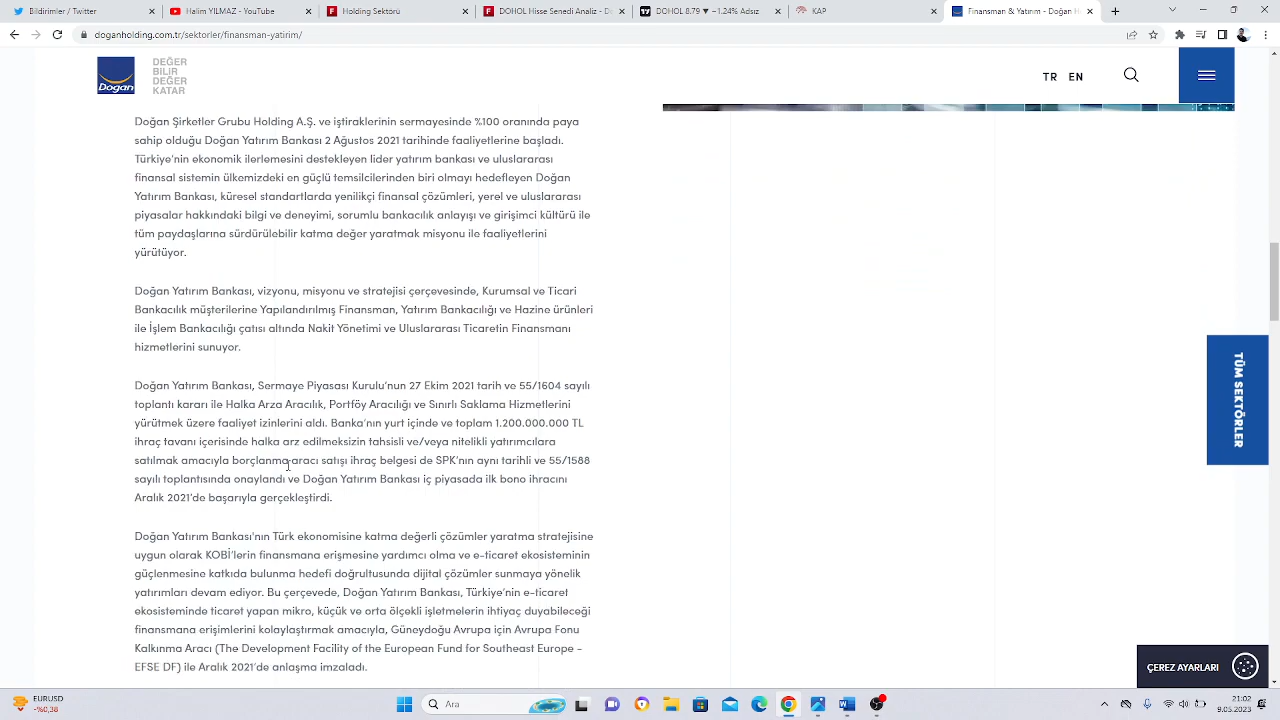 Bildirimler / Twitter
Halim YILMAZ - YouTube
Holding Sektörü
DOHOL Hisse Senedi Analiz - Do
DOHOL 8.79 ▼ −1.24% Adsız
KAP
Finansman & Yatırım - Doğan H
doganholding.com.tr/sektorler/finansman-yatirim/
Doğan
DEĞER
BİLİR
DEĞER
KATAR
TR EN
Doğan Şirketler Grubu Holding A.Ş. ve iştiraklerinin sermayesinde %100 oranında paya
sahip olduğu Doğan Yatırım Bankası 2 Ağustos 2021 tarihinde faaliyetlerine başladı.
Türkiye'nin ekonomik ilerlemesini destekleyen lider yatırım bankası ve uluslararası
finansal sistemin ülkemizdeki en güçlü temsilcilerinden biri olmayı hedefleyen Doğan
Yatırım Bankası, küresel standartlarda yenilikçi finansal çözümleri, yerel ve uluslararası
piyasalar hakkındaki bilgi ve deneyimi, sorumlu bankacılık anlayışı ve girişimci kültürü ile
tüm paydaşlarına sürdürülebilir katma değer yaratmak misyonu ile faaliyetlerini
yürütüyor.
Doğan Yatırım Bankası, vizyonu, misyonu ve stratejisi çerçevesinde, Kurumsal ve Ticari
Bankacılık müşterilerine Yapılandırılmış Finansman, Yatırım Bankacılığı ve Hazine ürünleri
ile İşlem Bankacılığı çatısı altında Nakit Yönetimi ve Uluslararası Ticaretin Finansmanı
hizmetlerini sunuyor.
Doğan Yatırım Bankası, Sermaye Piyasası Kurulu'nun 27 Ekim 2021 tarih ve 55/1604 sayılı
toplantı kararı ile Halka Arza Aracılık, Portföy Aracılığı ve Sınırlı Saklama Hizmetlerini
yürütmek üzere faaliyet izinlerini aldı. Banka'nın yurt içinde ve toplam 1.200.000.000 TL
ihraç tavanı içerisinde halka arz edilmeksizin tahsisli ve/veya nitelikli yatırımcılara
satılmak amacıyla borçlanma aracı satışı ihraç belgesi de SPK'nın aynı tarihli ve 55/1588
sayılı toplantısında onaylandı ve Doğan Yatırım Bankası iç piyasada ilk bono ihracını
Aralık 2021'de başarıyla gerçekleştirdi.
Doğan Yatırım Bankası'nın Türk ekonomisine katma değerli çözümler yaratma stratejisine
uygun olarak KOBİ'lerin finansmana erişmesine yardımcı olma ve e-ticaret ekosisteminin
güçlenmesine katkıda bulunma hedefi doğrultusunda dijital çözümler sunmaya yönelik
yatırımları devam ediyor. Bu çerçevede, Doğan Yatırım Bankası, Türkiye'nin e-ticaret
ekosisteminde ticaret yapan mikro, küçük ve orta ölçekli işletmelerin ihtiyaç duyabileceği
finansmana erişimlerini kolaylaştırmak amacıyla, Güneydoğu Avrupa için Avrupa Fonu
Kalkınma Aracı (The Development Facility of the European Fund for Southeast Europe -
EFSE DF) ile Aralık 2021'de anlaşma imzaladı.
TÜM SEKTÖRLER
ÇEREZ AYARLARI
EURUSD
-%0,38
Ara
21:02
9.05.2023